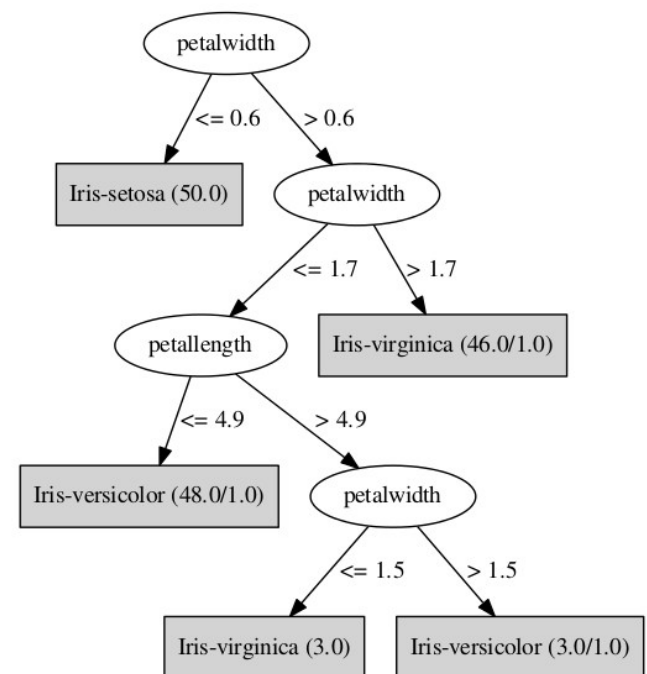 petalwidth
<= 0.6
> 0.6
Iris-setosa (50.0)
petalwidth
<= 1.7
> 1.7
petallength
Iris-virginica (46.0/1.0)
<= 4.9
> 4.9
Iris-versicolor (48.0/1.0)
petalwidth
<= 1.5
> 1.5
Iris-virginica (3.0)
Iris-versicolor (3.0/1.0)